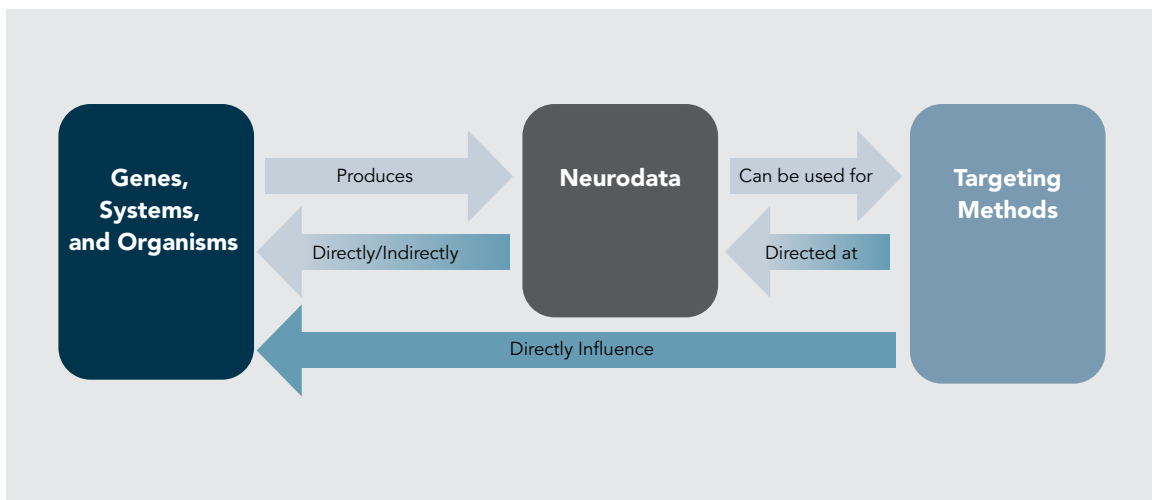 Genes,
Systems,
and Organisms
Produces
Directly/Indirectly
Neurodata
Can be used for
Directed at
Targeting
Methods
Directly Influence